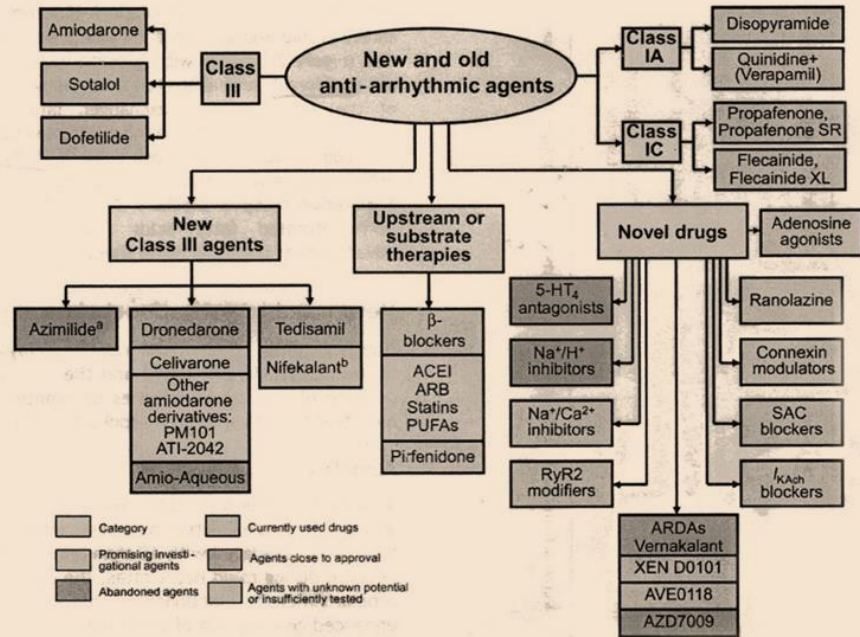 New and old
anti-arrhythmic agents
Class
III
Amiodarone
Sotalol
Dofetilide
Class
IA
Disopyramide
Quinidine+
(Verapamil)
Class
IC
Propafenone,
Propafenone SR
Flecainide,
Flecainide XL
New
Class III agents
Azimilideᵃ
Dronedarone
Celivarone
Other
amiodarone
derivatives:
PM101
ATI-2042
Amio-Aqueous
Tedisamil
Nifekalantᵇ
Upstream or
substrate
therapies
β-
blockers
ACEI
ARB
Statins
PUFAs
Pirfenidone
Novel drugs
Adenosine
agonists
5-HT₄
antagonists
Na⁺/H⁺
inhibitors
Na⁺/Ca²⁺
inhibitors
RyR2
modifiers
Ranolazine
Connexin
modulators
SAC
blockers
IKAch
blockers
ARDAs
Vernakalant
XEN D0101
AVE0118
AZD7009
Category
Promising investi-
gational agents
Abandoned agents
Currently used drugs
Agents close to approval
Agents with unknown potential
or insufficiently tested